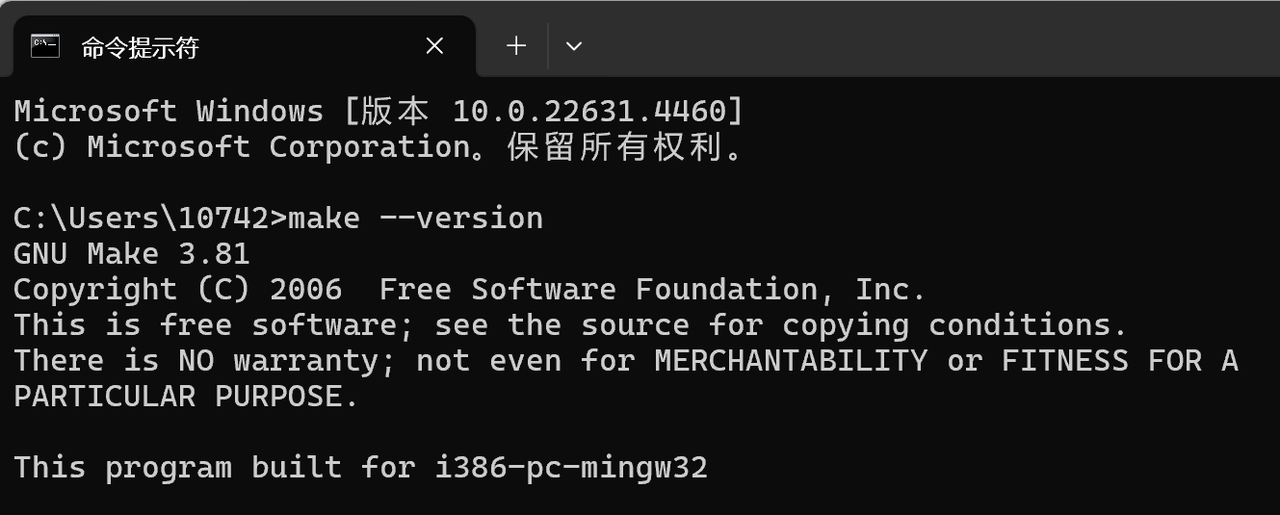 命令提示符
Microsoft Windows [版本 10.0.22631.4460]
(c) Microsoft Corporation。保留所有权利。
C:\Users\10742>make --version
GNU Make 3.81
Copyright (C) 2006  Free Software Foundation, Inc.
This is free software; see the source for copying conditions.
There is NO warranty; not even for MERCHANTABILITY or FITNESS FOR A
PARTICULAR PURPOSE.
This program built for i386-pc-mingw32